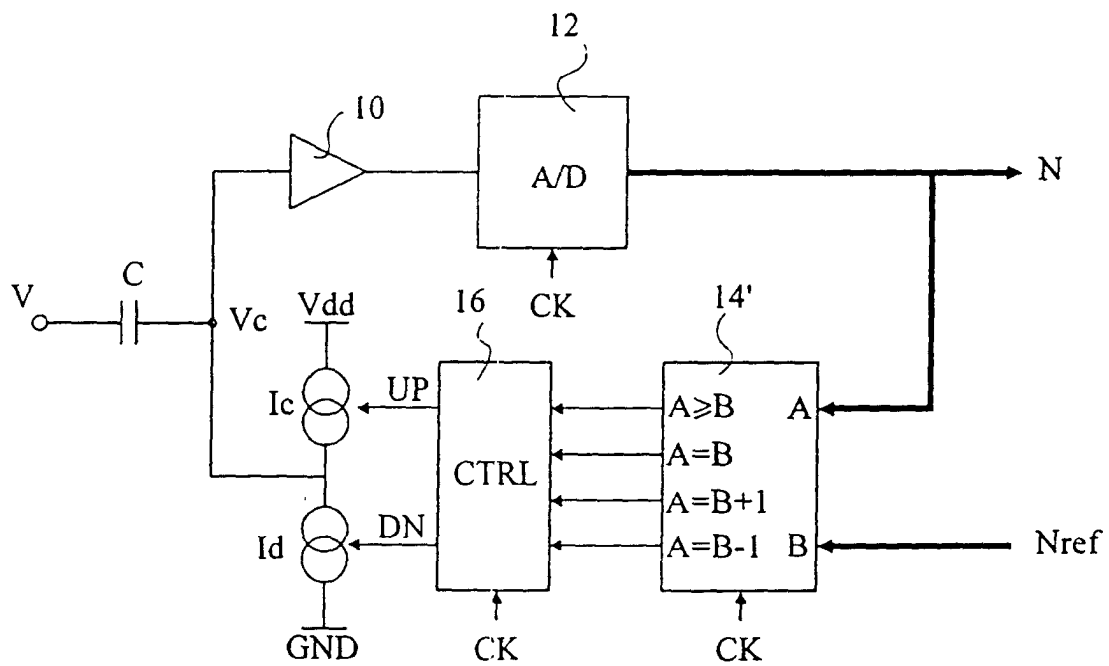 12
10
A/D
N
CK
V
C
Vc
Vdd
16
14'
Ic
UP
A≥B
A
A=B
CTRL
A=B+1
Id
DN
A=B-1
B
Nref
GND
CK
CK